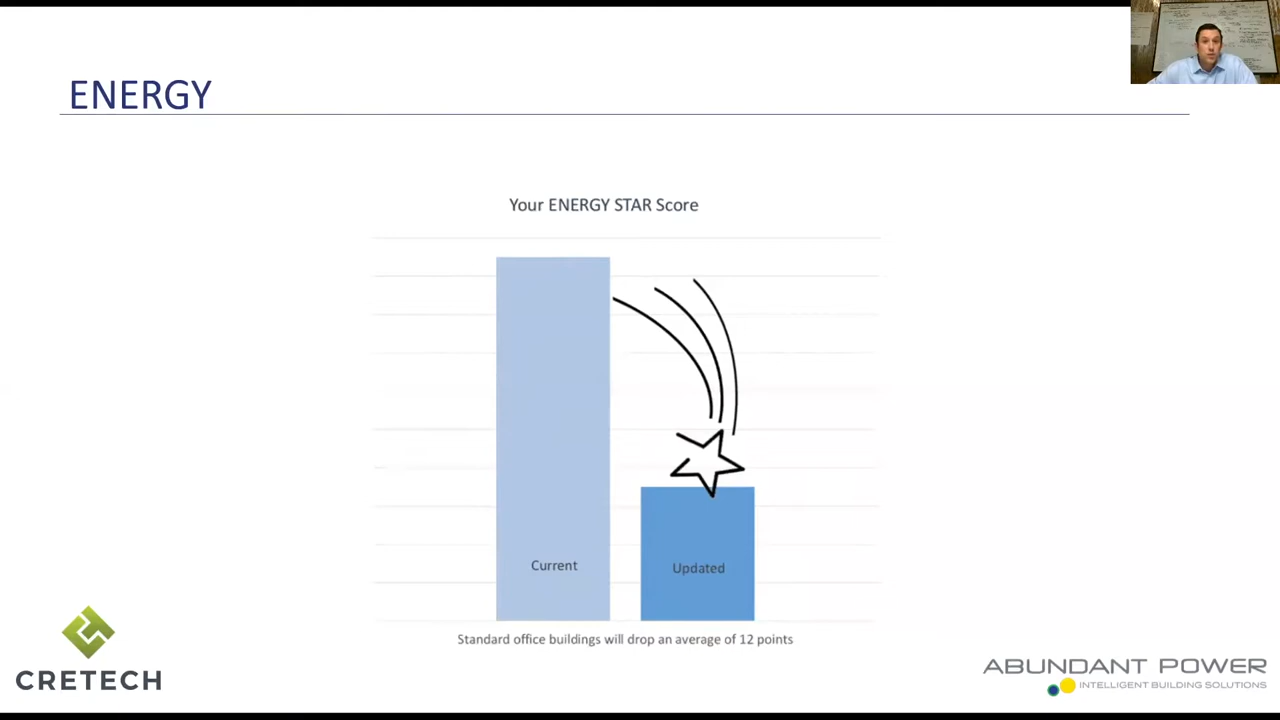 ENERGY
Your ENERGY STAR Score
Current
Updated
Standard office buildings will drop an average of 12 points
CRETECH
ABUNDANT POWER
INTELLIGENT BUILDING SOLUTIONS